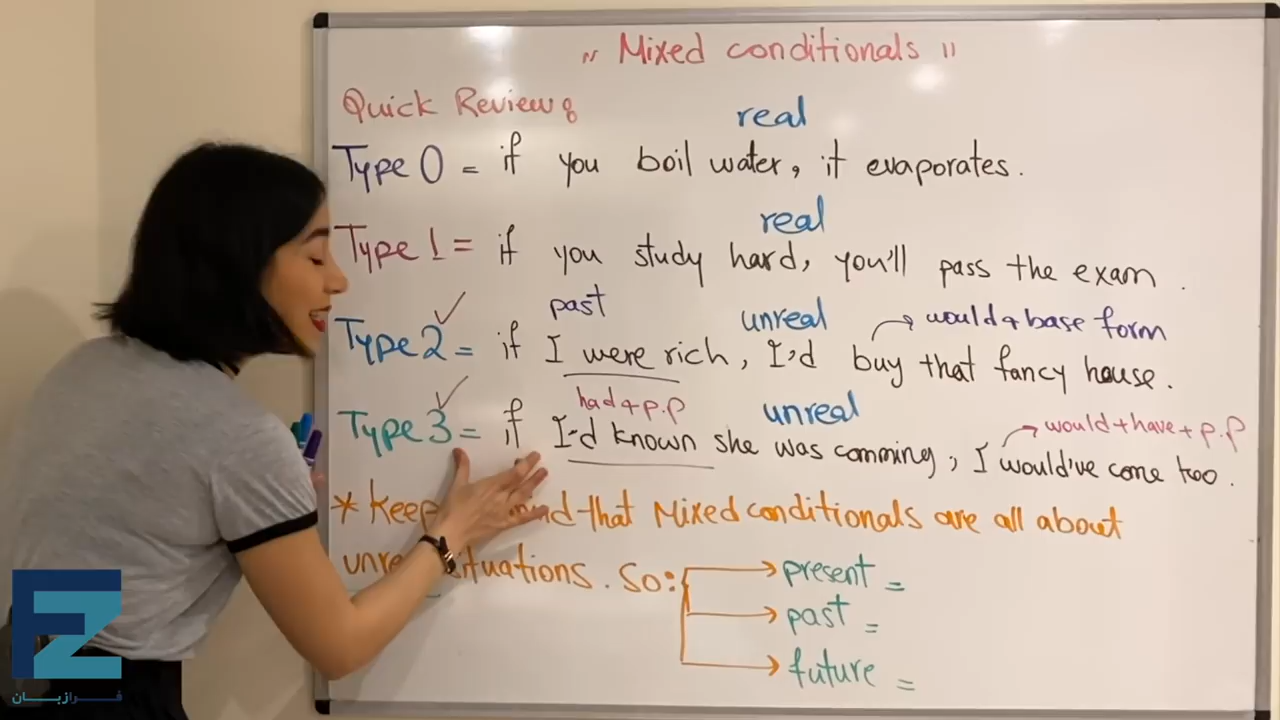 " Mixed conditionals "
Quick Review :
real
Type 0 = if you boil water, it evaporates.
real
Type 1 = if you study hard, you'll pass the exam.
past unreal would + base form
Type 2 = if I were rich, I'd buy that fancy house.
had + p.p unreal would + have + p.p
Type 3 = if I'd known she was comming, I would've come too.
* Keep that Mixed conditionals are all about
situations. So:
present =
past =
future =
FZ
فرازبان